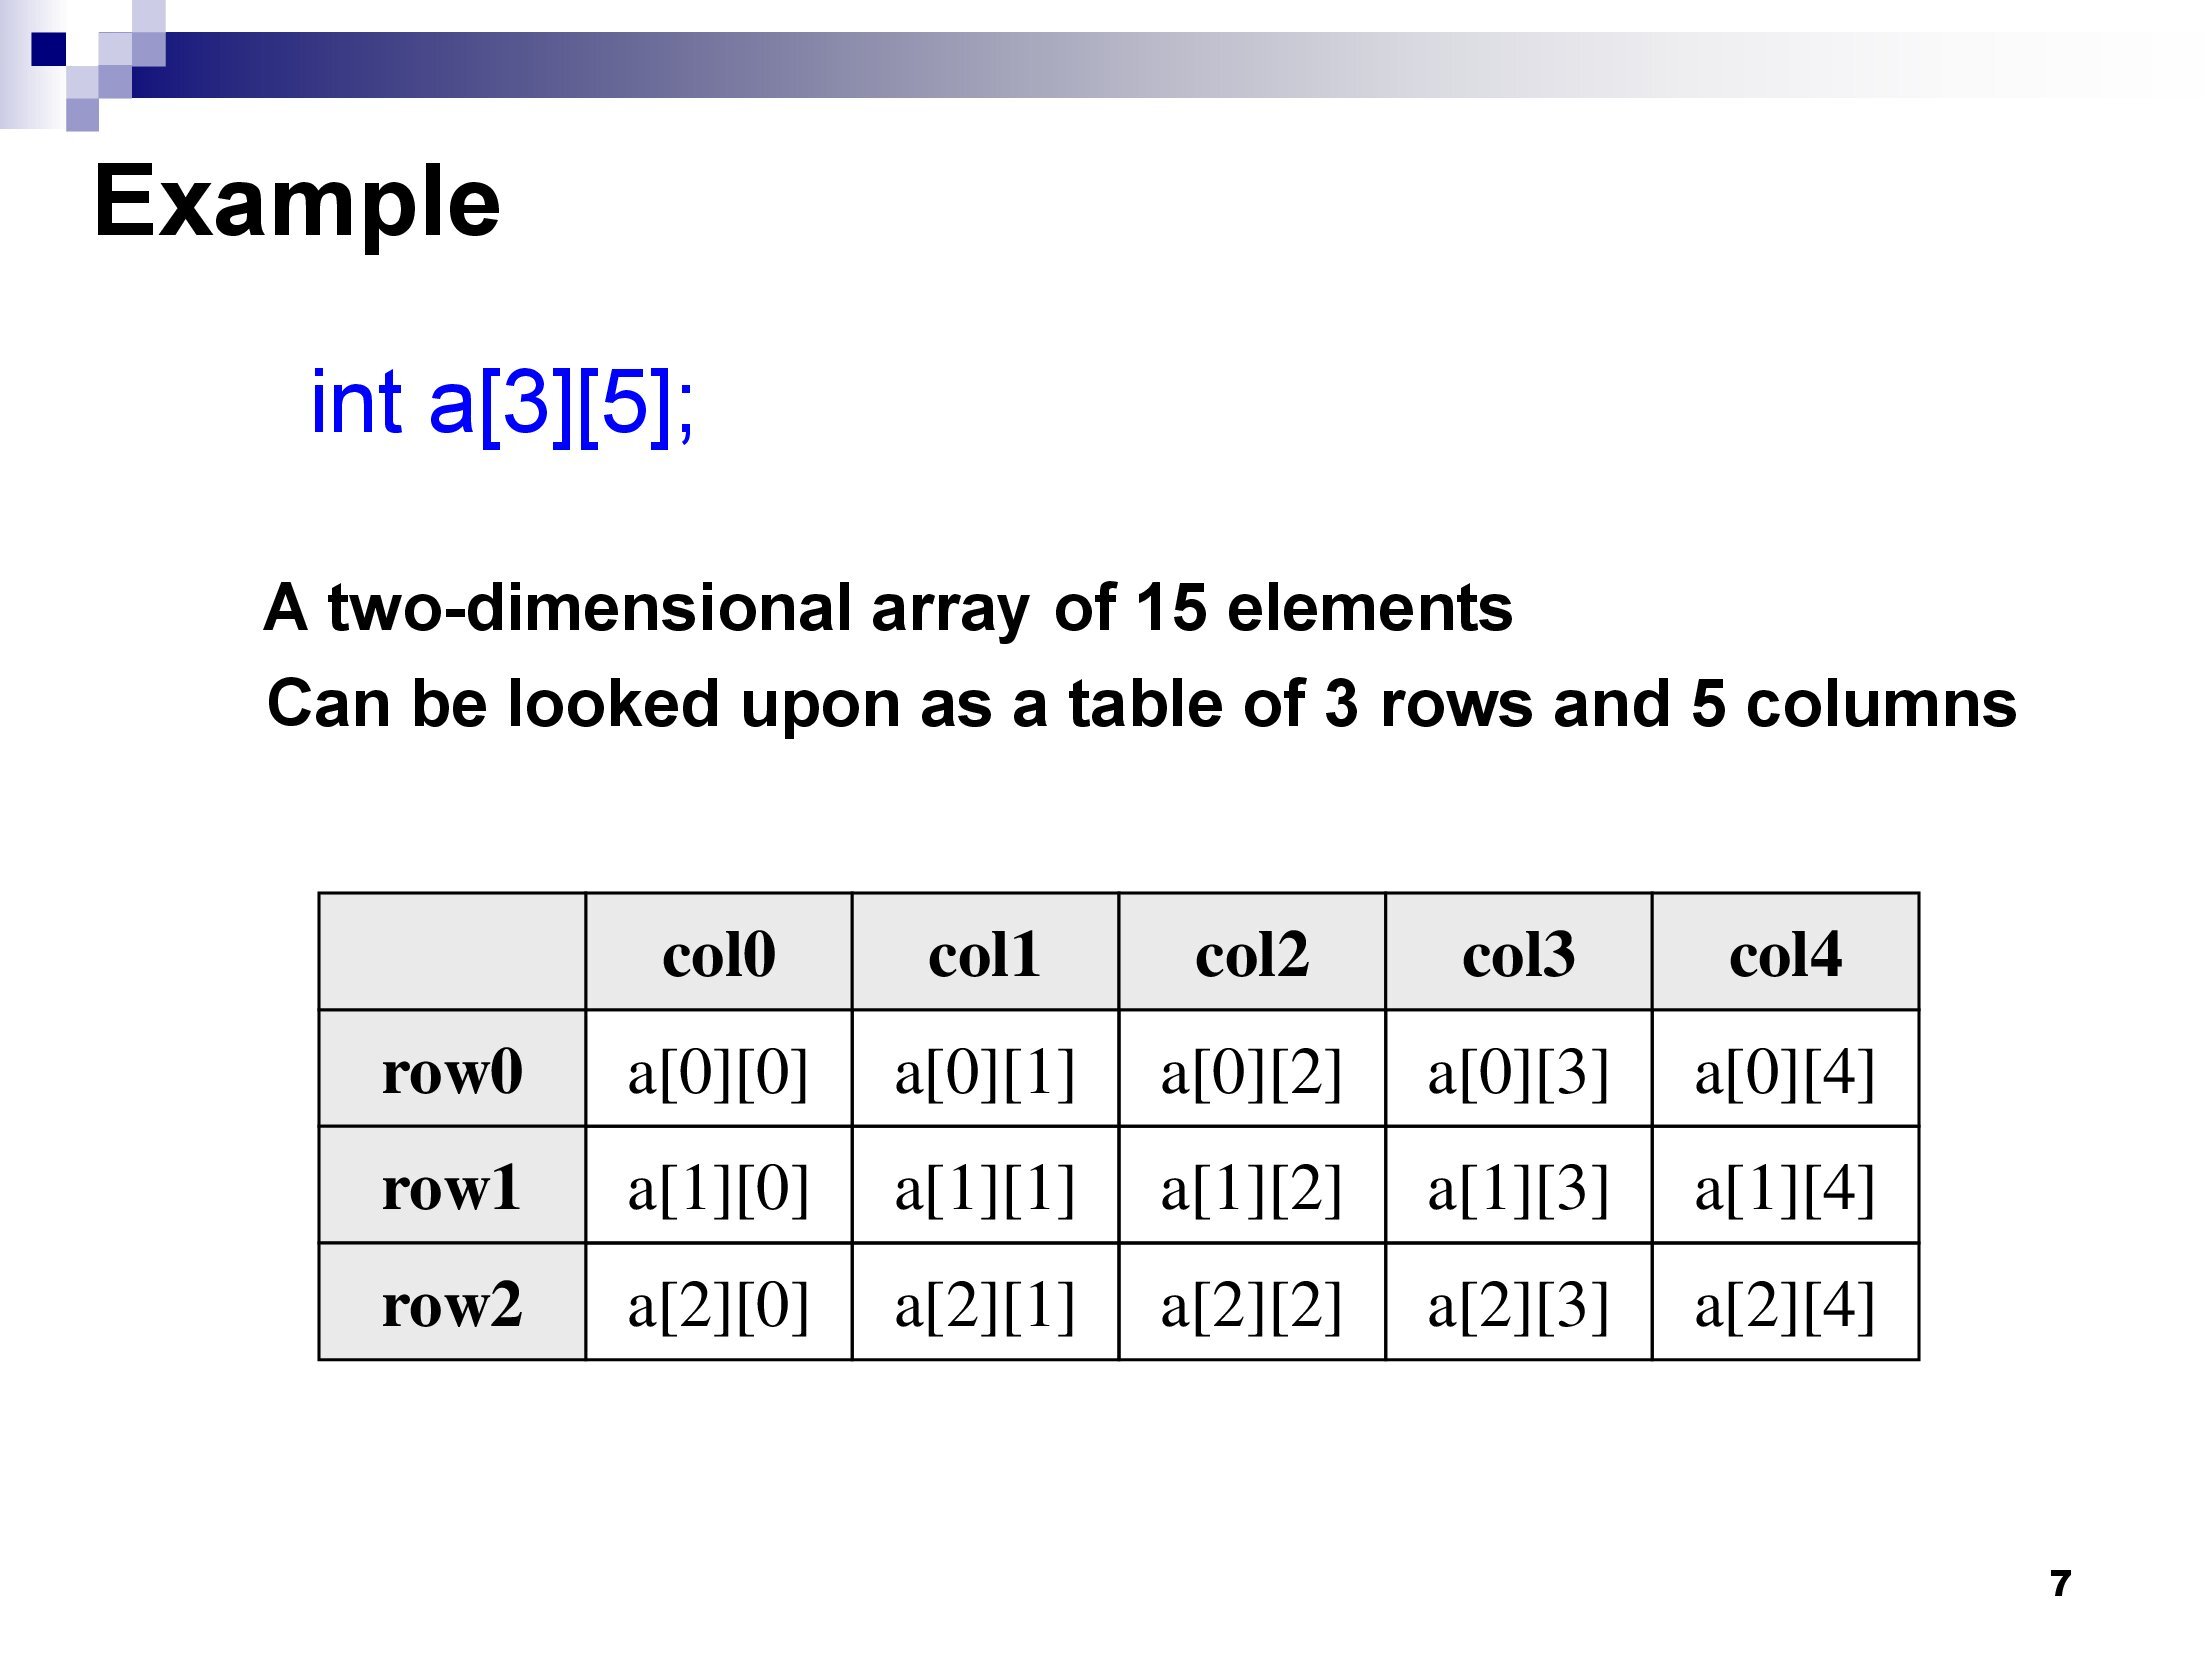 Example
int a[3][5];
A two-dimensional array of 15 elements
Can be looked upon as a table of 3 rows and 5 columns
col0 col1 col2 col3 col4
row0 a[0][0] a[0][1] a[0][2] a[0][3] a[0][4]
row1 a[1][0] a[1][1] a[1][2] a[1][3] a[1][4]
row2 a[2][0] a[2][1] a[2][2] a[2][3] a[2][4]
7